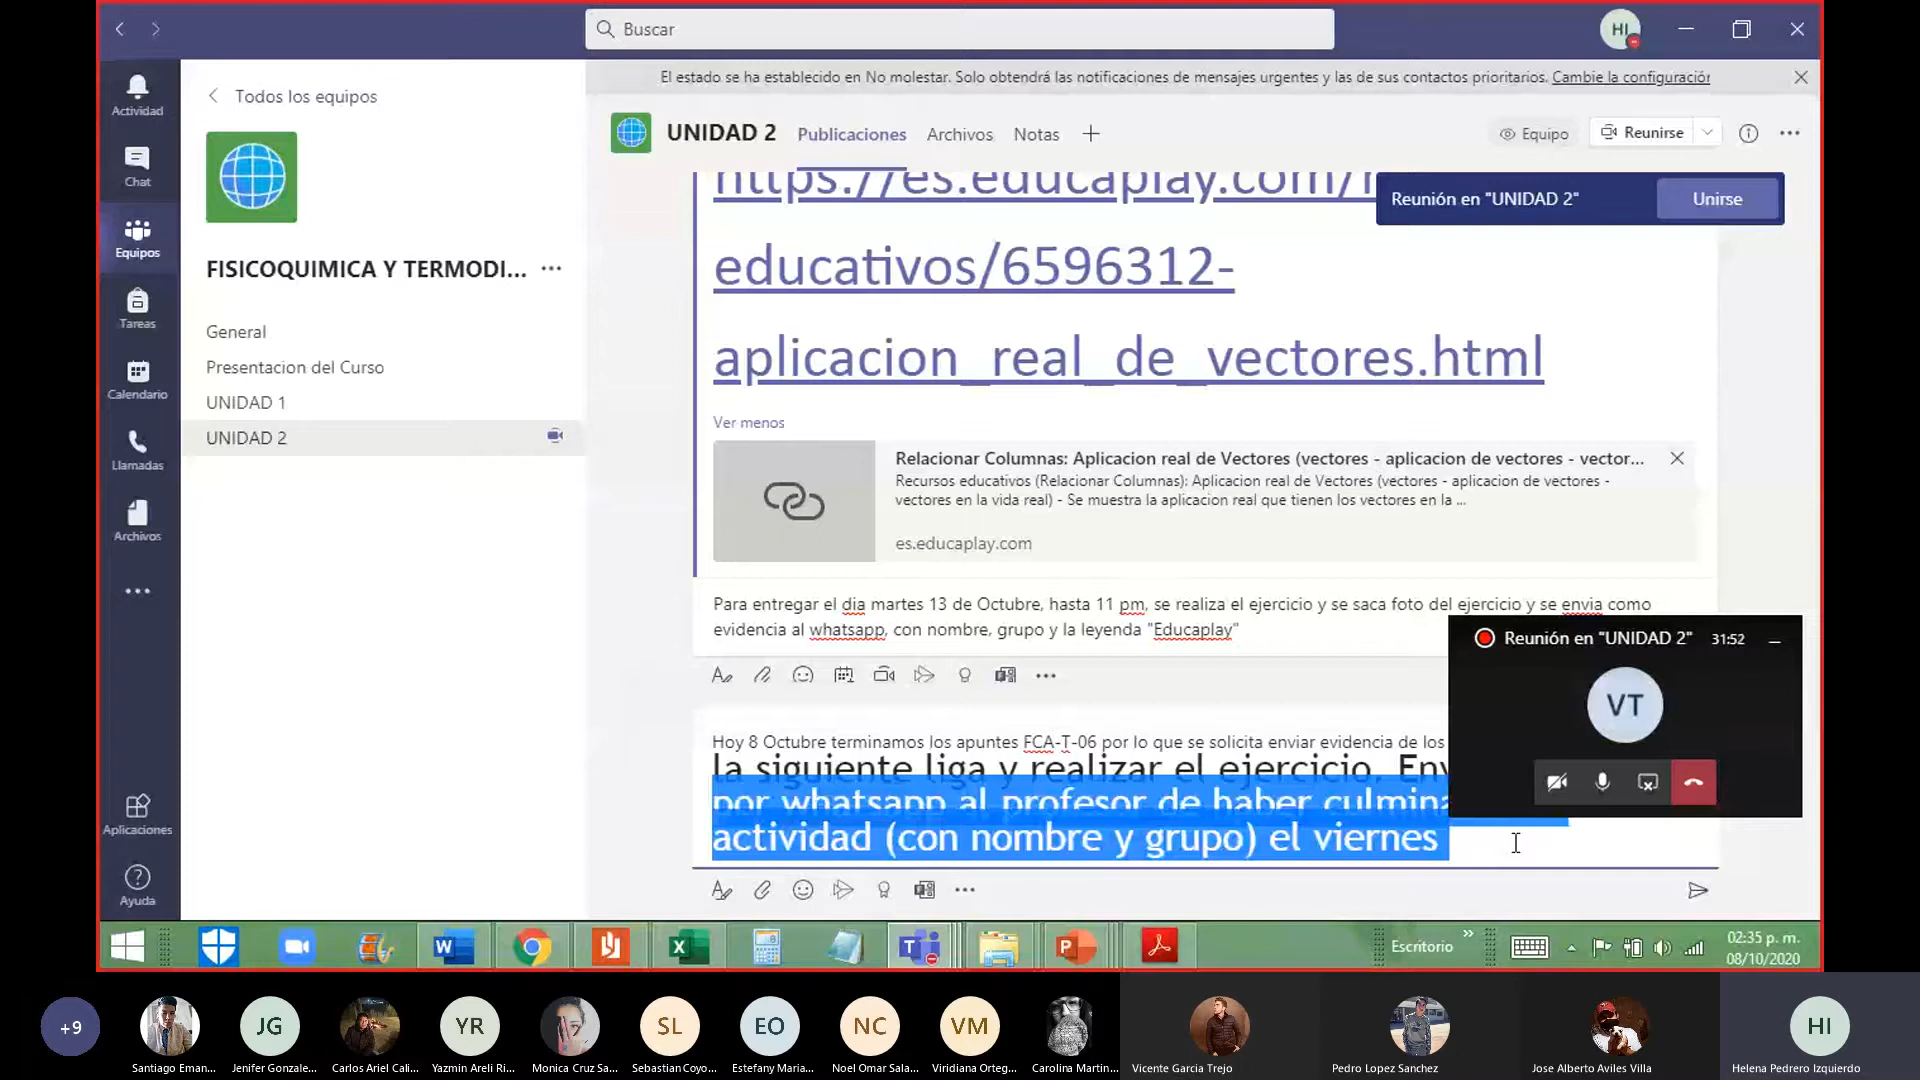 Buscar
HI
El estado se ha establecido en No molestar. Solo obtendrá las notificaciones de mensajes urgentes y las de sus contactos prioritarios. Cambie la configuración
Actividad
Chat
Equipos
Tareas
Calendario
Llamadas
Archivos
Aplicaciones
Ayuda
Todos los equipos
FISICOQUIMICA Y TERMODI...
General
Presentacion del Curso
UNIDAD 1
UNIDAD 2
UNIDAD 2 Publicaciones Archivos Notas
Equipo Reunirse
Reunión en "UNIDAD 2" Unirse
https://es.educaplay.com/
educativos/6596312-
aplicacion_real_de_vectores.html
Ver menos
Relacionar Columnas: Aplicacion real de Vectores (vectores - aplicacion de vectores - vector...
Recursos educativos (Relacionar Columnas): Aplicacion real de Vectores (vectores - aplicacion de vectores -
vectores en la vida real) - Se muestra la aplicacion real que tienen los vectores en la ...
es.educaplay.com
Para entregar el dia martes 13 de Octubre, hasta 11 pm, se realiza el ejercicio y se saca foto del ejercicio y se envia como
evidencia al whatsapp, con nombre, grupo y la leyenda "Educaplay"
Reunión en "UNIDAD 2" 31:52
VT
Hoy 8 Octubre terminamos los apuntes FCA-T-06 por lo que se solicita enviar evidencia de los
la siguiente liga y realizar el ejercicio. Env
por whatsapp al profesor de haber culmina
actividad (con nombre y grupo) el viernes
Escritorio
02:35 p. m.
08/10/2020
+9
JG
YR
SL
EO
NC
VM
HI
Santiago Eman...
Jenifer Gonzale...
Carlos Ariel Cali...
Yazmin Areli Ri...
Monica Cruz Sa...
Sebastian Coyo...
Estefany Maria...
Noel Omar Sala...
Viridiana Orteg...
Carolina Martin...
Vicente Garcia Trejo
Pedro Lopez Sanchez
Jose Alberto Aviles Villa
Helena Pedrero Izquierdo